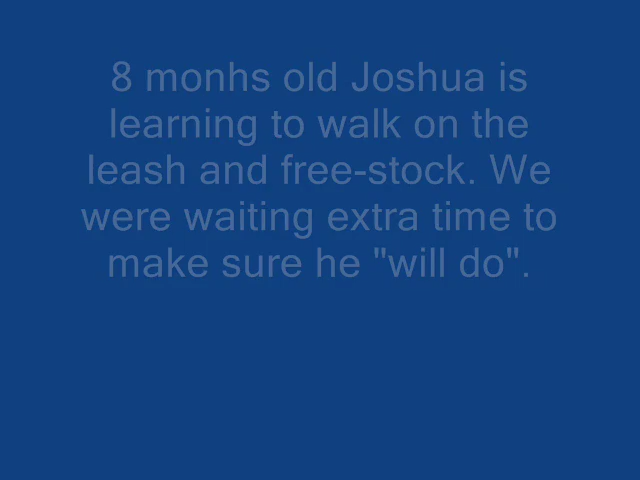 8 monhs old Joshua is
learning to walk on the
leash and free-stock. We
were waiting extra time to
make sure he "will do".